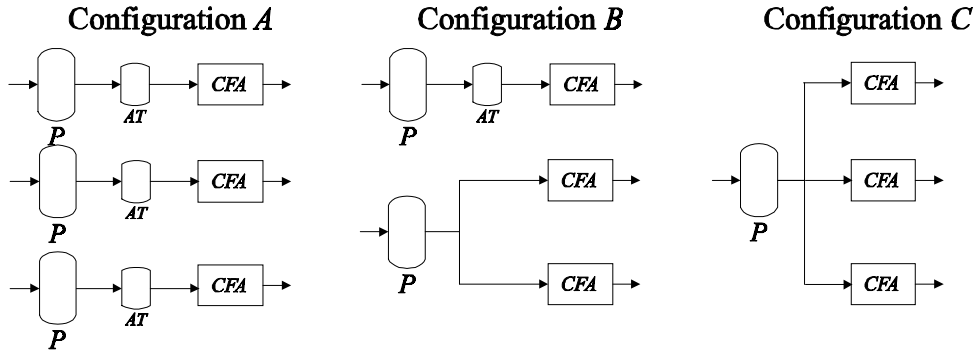 Configuration A
P
AT
CFA
P
AT
CFA
P
AT
CFA
Configuration B
P
AT
CFA
P
CFA
CFA
Configuration C
P
CFA
CFA
CFA